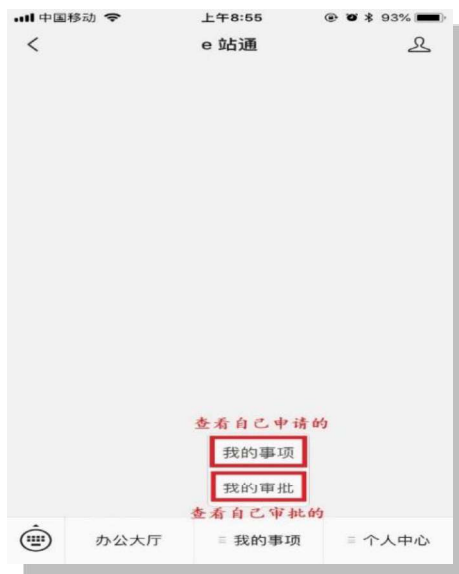 中国移动 上午8:55 93%
e 站通
查看自己申请的
我的事项
我的审批
查看自己审批的
办公大厅 我的事项 个人中心